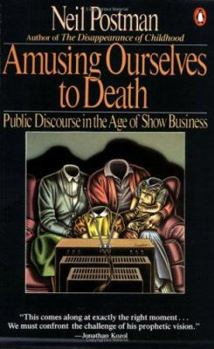 Neil Postman
Author of The Disappearance of Childhood
Amusing Ourselves
to Death
Public Discourse in the Age of Show Business
"This comes along at exactly the right moment . . .
We must confront the challenge of his prophetic vision."
—Jonathan Kozol